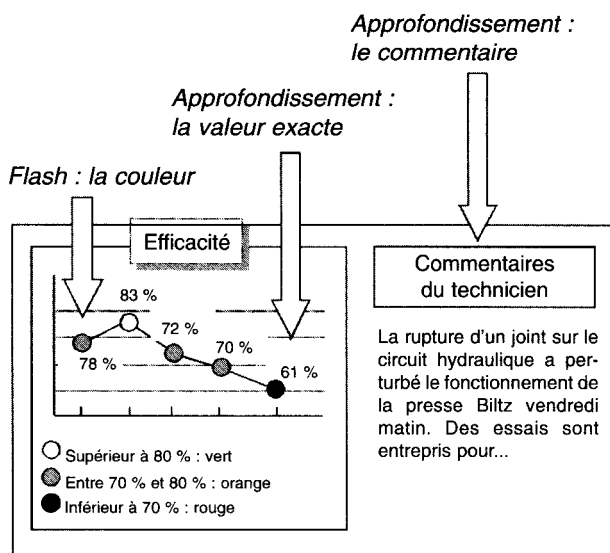 Approfondissement :
le commentaire
Approfondissement :
la valeur exacte
Flash : la couleur
Efficacité
83 %
72 %
70 %
78 %
61 %
Supérieur à 80 % : vert
Entre 70 % et 80 % : orange
Inférieur à 70 % : rouge
Commentaires
du technicien
La rupture d'un joint sur le
circuit hydraulique a per-
turbé le fonctionnement de
la presse Biltz vendredi
matin. Des essais sont
entrepris pour...